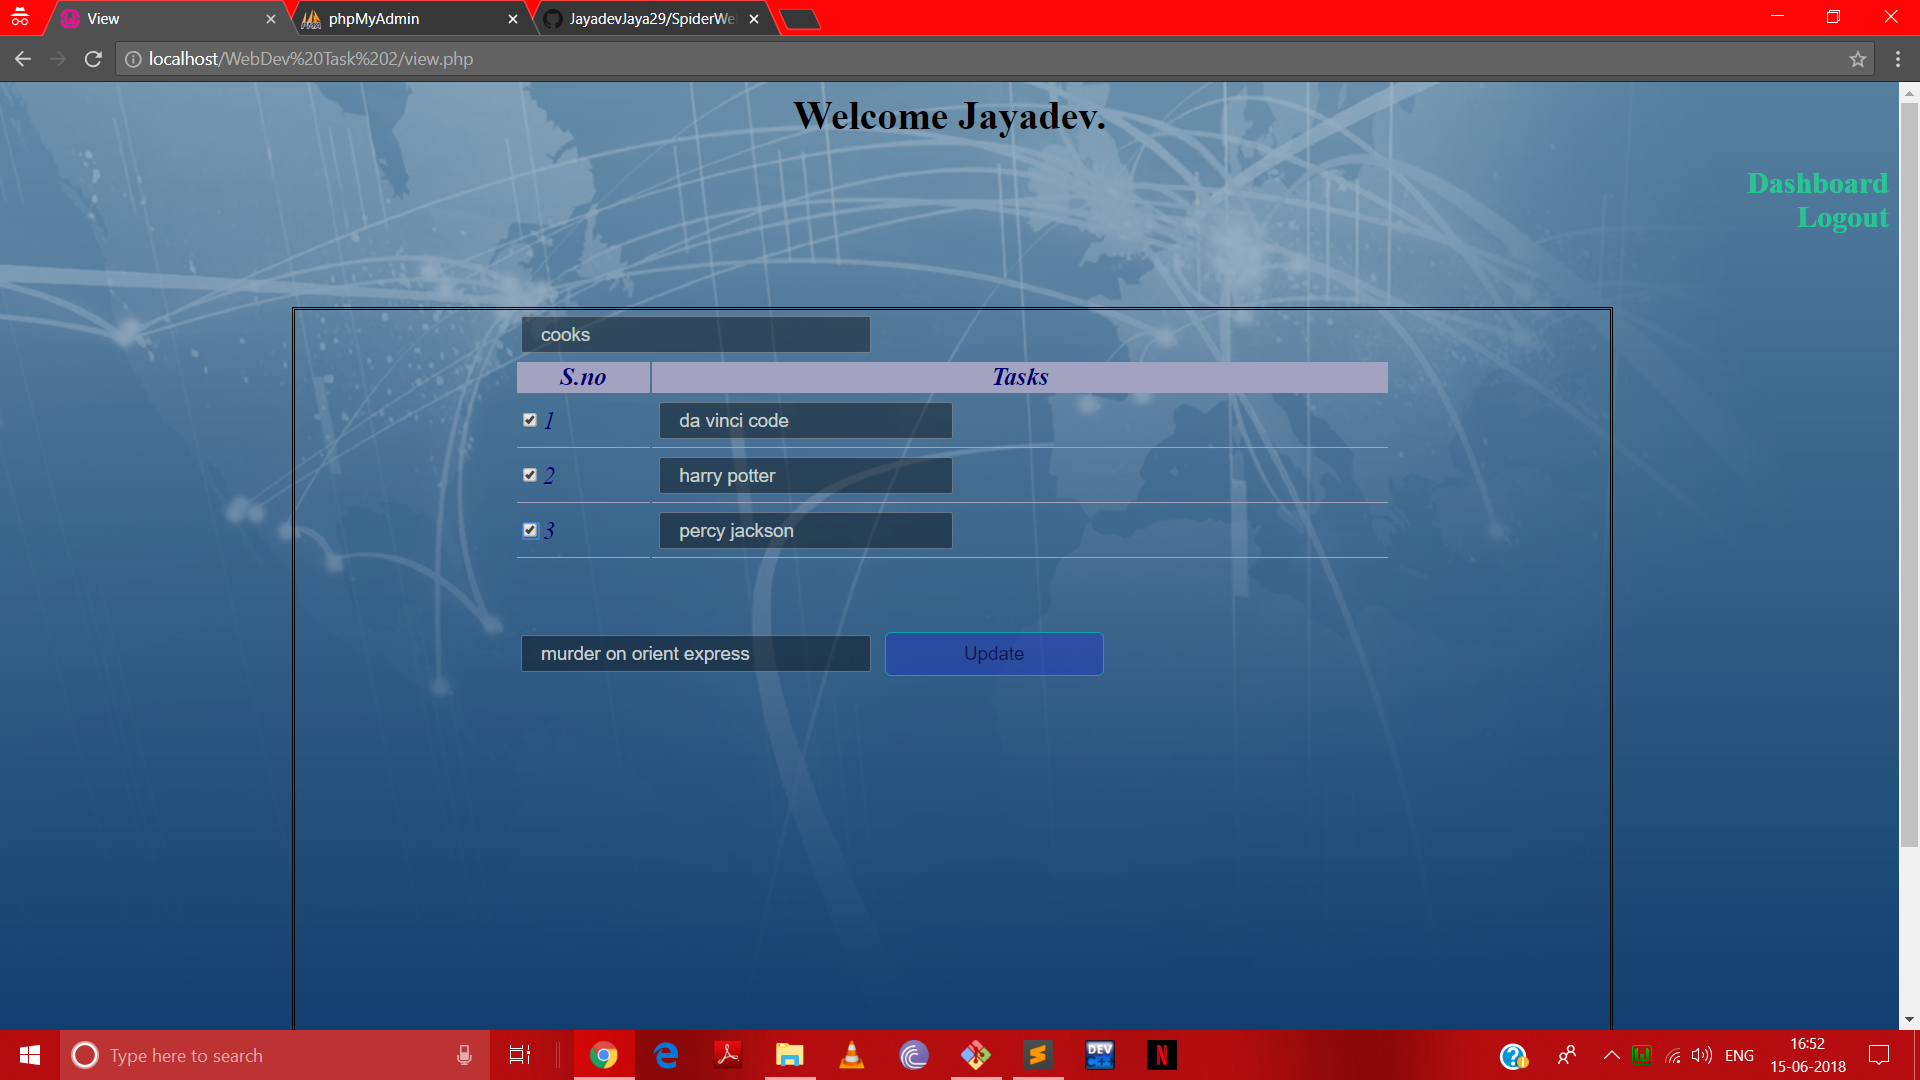 View
phpMyAdmin
JayadevJaya29/SpiderWe
localhost/WebDev%20Task%202/view.php
Welcome Jayadev.
Dashboard
Logout
cooks
S.no Tasks
1 da vinci code
2 harry potter
3 percy jackson
murder on orient express Update
Type here to search
DEV
C++
N
ENG
16:52
15-06-2018